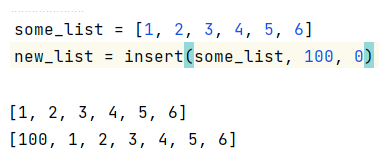 some_list = [1, 2, 3, 4, 5, 6]
new_list = insert(some_list, 100, 0)
[1, 2, 3, 4, 5, 6]
[100, 1, 2, 3, 4, 5, 6]